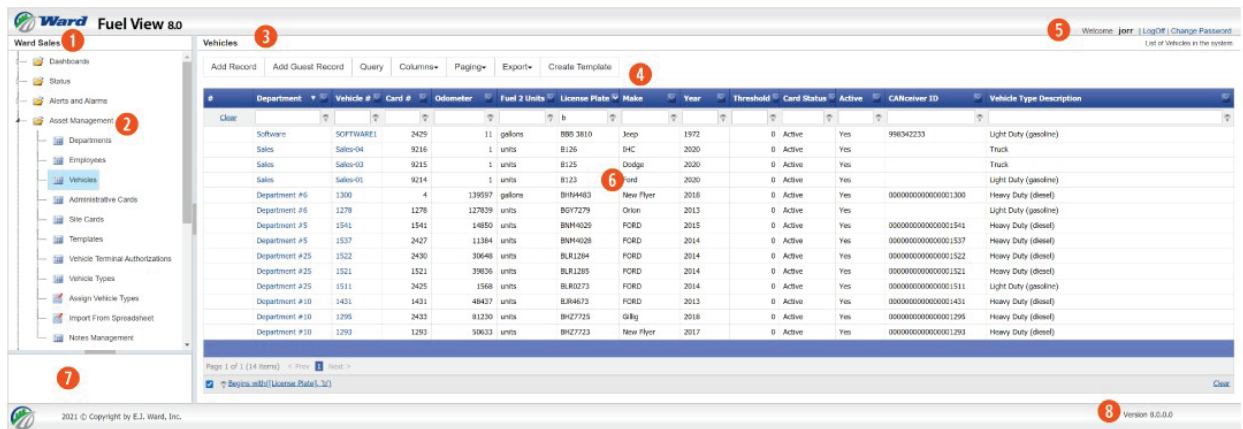 Ward Fuel View 8.0
5 Welcome jorr | LogOff | Change Password
Ward Sales 1
Vehicles 3
List of Vehicles in the system
Dashboards
Status
Alerts and Alarms
Asset Management 2
Departments
Employees
Vehicles
Administrative Cards
Site Cards
Templates
Vehicle Terminal Authorizations
Vehicle Types
Assign Vehicle Types
Import From Spreadsheet
Notes Management
7
Add Record Add Guest Record Query Columns Paging Export Create Template 4
# Department Vehicle # Card # Odometer Fuel 2 Units License Plate Make Year Threshold Card Status Active CANceiver ID Vehicle Type Description
Clear b
Software SOFTWARE1 2429 11 gallons BBB 3810 Jeep 1972 0 Active Yes 998342233 Light Duty (gasoline)
Sales Sales-04 9216 1 units B126 IHC 2020 0 Active Yes Truck
Sales Sales-03 9215 1 units B125 Dodge 2020 0 Active Yes Truck
Sales Sales-01 9214 1 units B123 6 Ford 2020 0 Active Yes Light Duty (gasoline)
Department #6 1300 4 139597 gallons BHN4483 New Flyer 2018 0 Active Yes 0000000000000001300 Heavy Duty (diesel)
Department #6 1278 1278 127839 units BGY7279 Orion 2013 0 Active Yes Light Duty (gasoline)
Department #5 1541 1541 14850 units BNM4029 FORD 2015 0 Active Yes 0000000000000001541 Heavy Duty (diesel)
Department #5 1537 2427 11384 units BNM4028 FORD 2014 0 Active Yes 0000000000000001537 Heavy Duty (diesel)
Department #25 1522 2430 30648 units BLR1284 FORD 2014 0 Active Yes 0000000000000001522 Heavy Duty (diesel)
Department #25 1521 1521 39836 units BLR1285 FORD 2014 0 Active Yes 0000000000000001521 Heavy Duty (diesel)
Department #25 1511 2425 1568 units BLR0273 FORD 2014 0 Active Yes 0000000000000001511 Light Duty (gasoline)
Department #10 1431 1431 48437 units BJR4673 FORD 2013 0 Active Yes 0000000000000001431 Heavy Duty (diesel)
Department #10 1295 2433 81230 units BHZ7725 Gillig 2018 0 Active Yes 0000000000000001295 Heavy Duty (diesel)
Department #10 1293 1293 50633 units BHZ7723 New Flyer 2017 0 Active Yes 0000000000000001293 Heavy Duty (diesel)
Page 1 of 1 (14 items) < Prev 1 Next >
Begins with([License Plate], 'b') Clear
2021 © Copyright by E.J. Ward, Inc.
8 Version 8.0.0.0